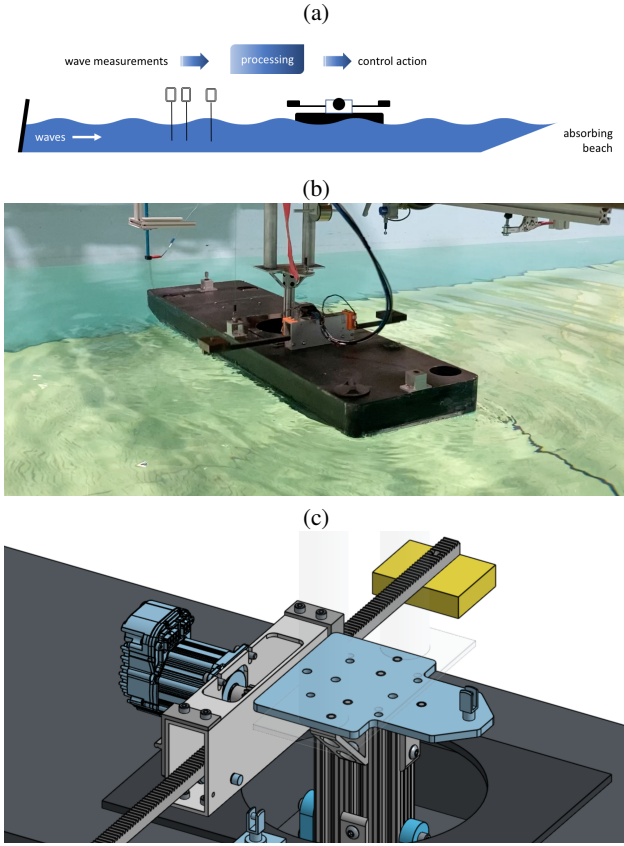 (a)
wave measurements processing control action
waves
absorbing
beach
(b)
(c)